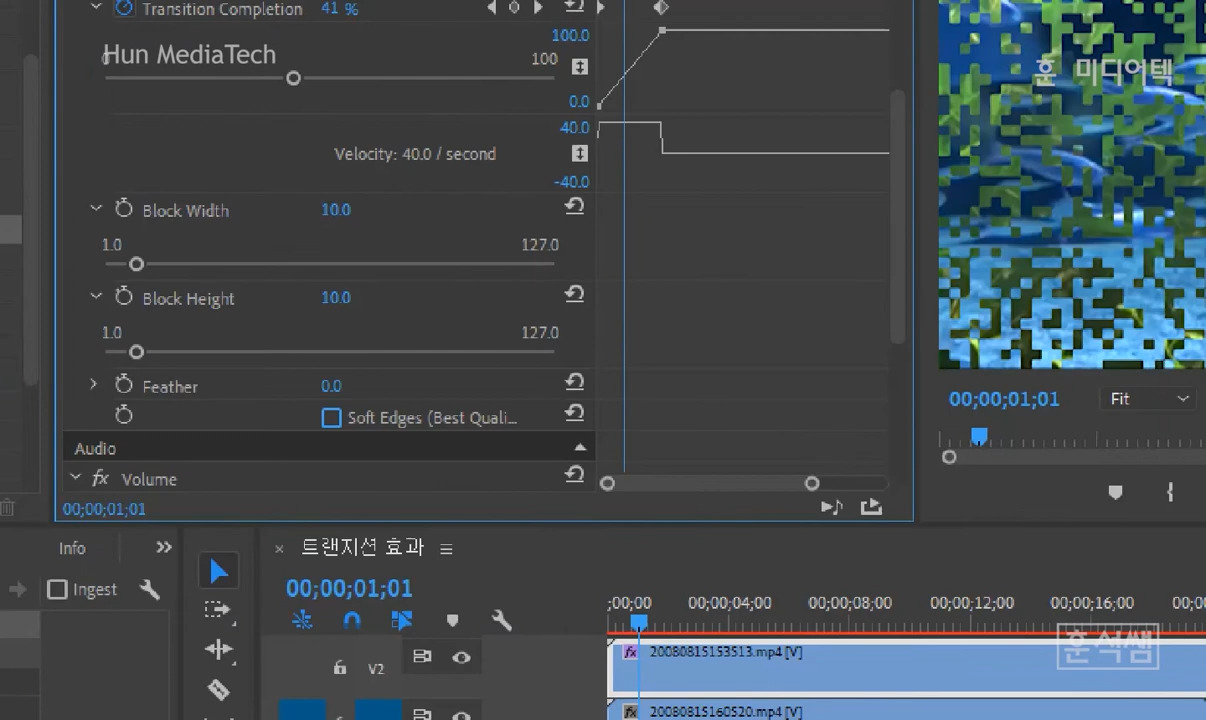 Transition Completion 41 %
100.0
Hun MediaTech
100
훈 미디어텍
0.0
40.0
Velocity: 40.0 / second
-40.0
Block Width 10.0
1.0 127.0
Block Height 10.0
1.0 127.0
Feather 0.0
Soft Edges (Best Quali...
Audio
fx Volume
00;00;01;01
00;00;01;01 Fit
Info
트랜지션 효과
Ingest
00;00;01;01
;00;00 00;00;04;00 00;00;08;00 00;00;12;00 00;00;16;00 00;0
V2
fx 20080815153513.mp4 [V]
훈석쌤
fx 20080815160520.mp4 [V]